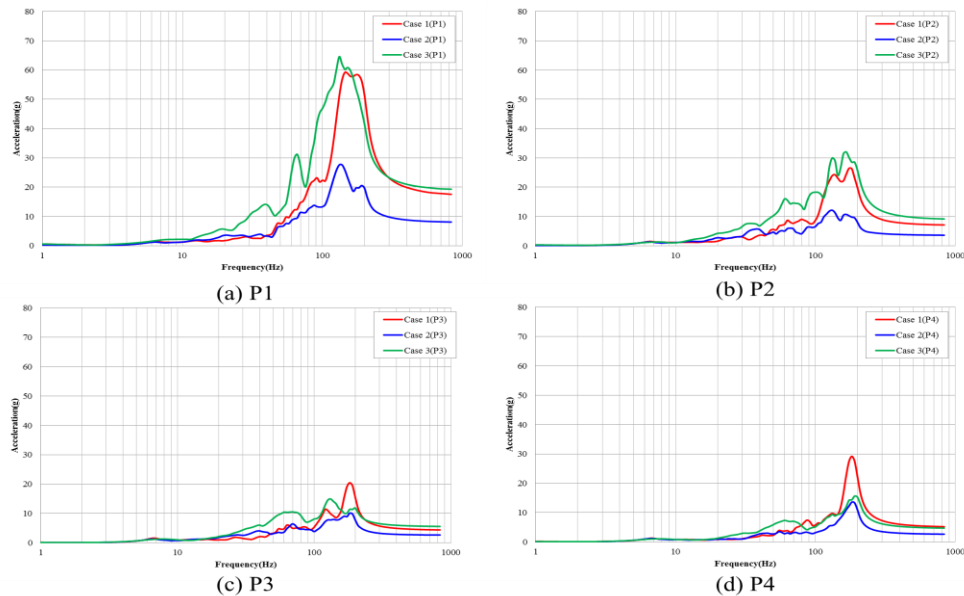 80
70
60
50
40
30
20
10
0
Acceleration(g)
1
10
100
1000
Frequency(Hz)
Case 1(P1)
Case 2(P1)
Case 3(P1)
(a) P1
80
70
60
50
40
30
20
10
0
Acceleration(g)
1
10
100
1000
Frequency(Hz)
Case 1(P2)
Case 2(P2)
Case 3(P2)
(b) P2
80
70
60
50
40
30
20
10
0
Acceleration(g)
1
10
100
1000
Frequency(Hz)
Case 1(P3)
Case 2(P3)
Case 3(P3)
(c) P3
80
70
60
50
40
30
20
10
0
Acceleration(g)
1
10
100
1000
Frequency(Hz)
Case 1(P4)
Case 2(P4)
Case 3(P4)
(d) P4